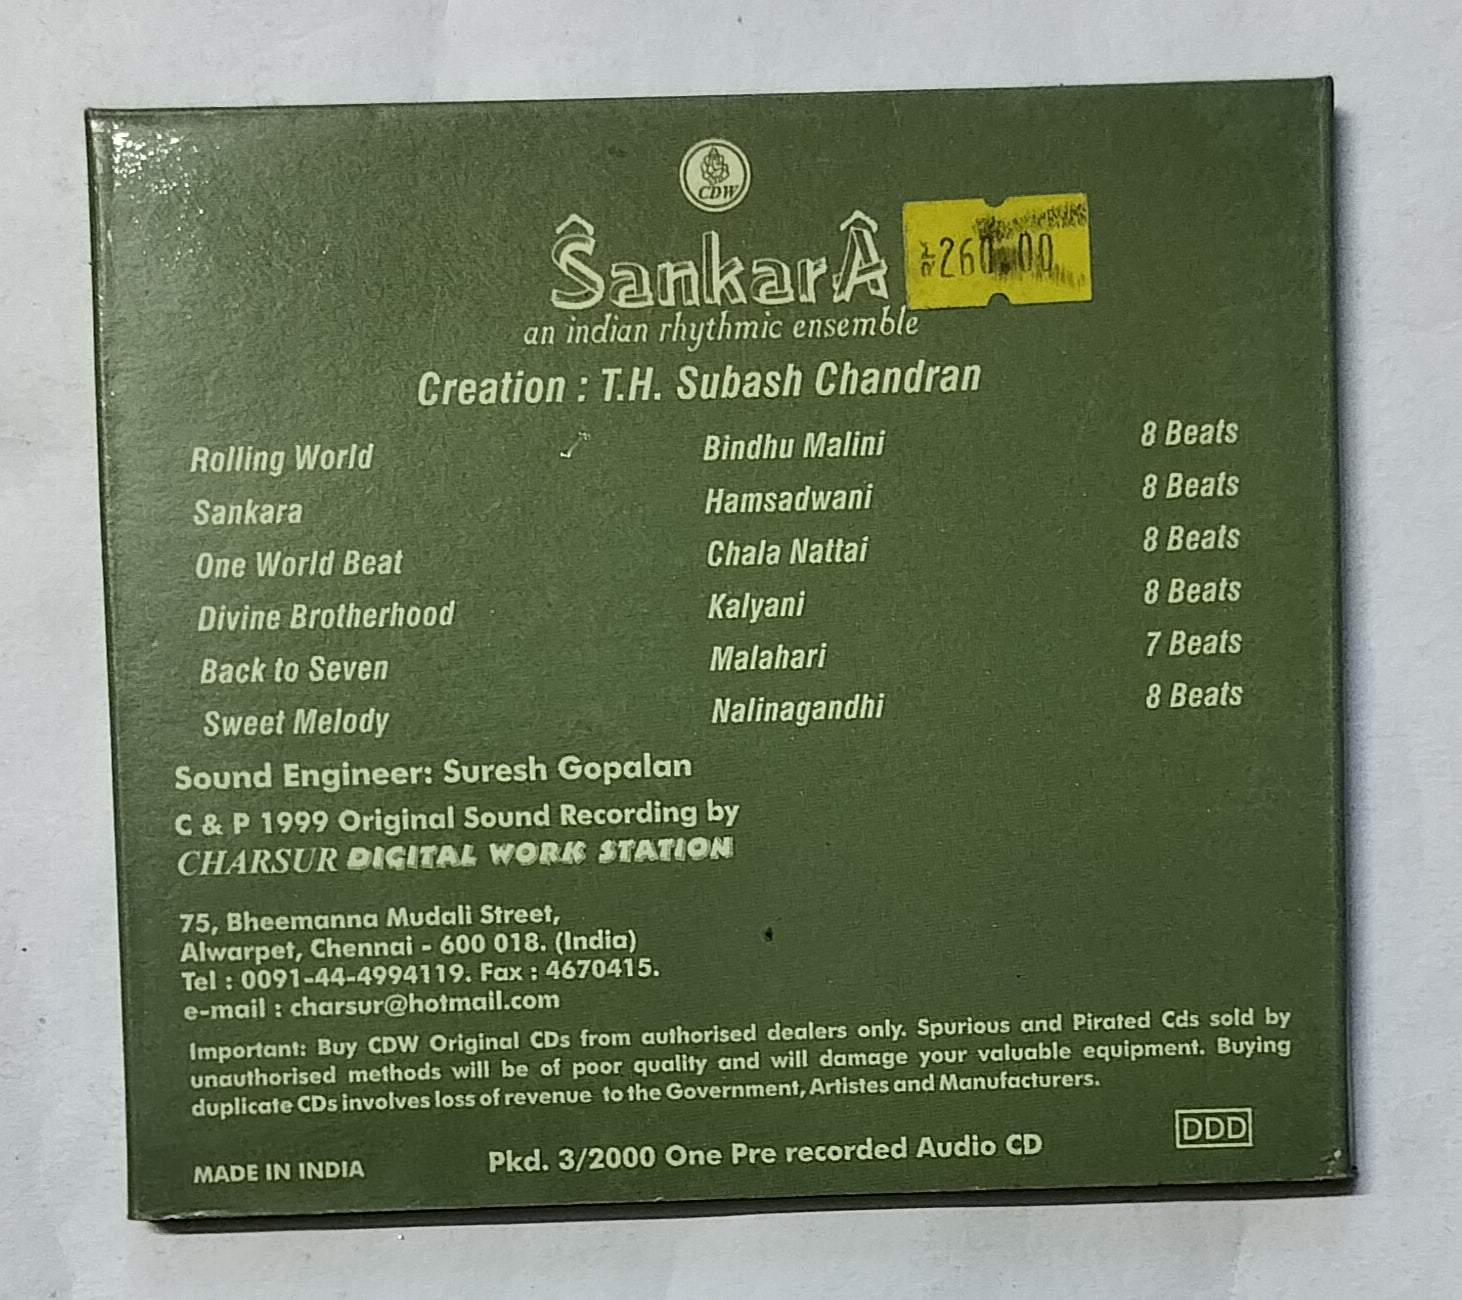 CDW
ŜankarÂ
260.00
an indian rhythmic ensemble
Creation : T.H. Subash Chandran
Rolling World Bindhu Malini 8 Beats
Sankara Hamsadwani 8 Beats
One World Beat Chala Nattai 8 Beats
Divine Brotherhood Kalyani 8 Beats
Back to Seven Malahari 7 Beats
Sweet Melody Nalinagandhi 8 Beats
Sound Engineer: Suresh Gopalan
C & P 1999 Original Sound Recording by
CHARSUR DIGITAL WORK STATION
75, Bheemanna Mudali Street,
Alwarpet, Chennai - 600 018. (India)
Tel : 0091-44-4994119. Fax : 4670415.
e-mail : charsur@hotmail.com
Important: Buy CDW Original CDs from authorised dealers only. Spurious and Pirated Cds sold by
unauthorised methods will be of poor quality and will damage your valuable equipment. Buying
duplicate CDs involves loss of revenue to the Government, Artistes and Manufacturers.
DDD
MADE IN INDIA Pkd. 3/2000 One Pre recorded Audio CD